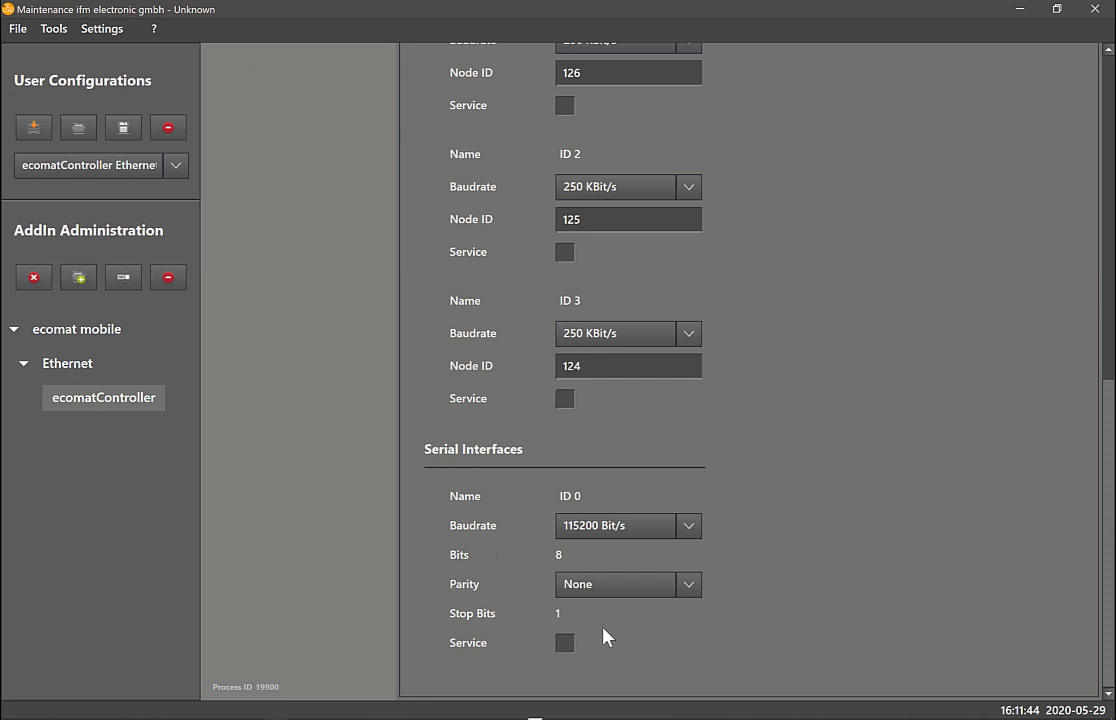 Maintenance ifm electronic gmbh - Unknown
File Tools Settings ?
User Configurations
ecomatController Ethernet
AddIn Administration
ecomat mobile
Ethernet
ecomatController
Process ID 19900
Node ID 126
Service
Name ID 2
Baudrate 250 KBit/s
Node ID 125
Service
Name ID 3
Baudrate 250 KBit/s
Node ID 124
Service
Serial Interfaces
Name ID 0
Baudrate 115200 Bit/s
Bits 8
Parity None
Stop Bits 1
Service
16:11:44 2020-05-29